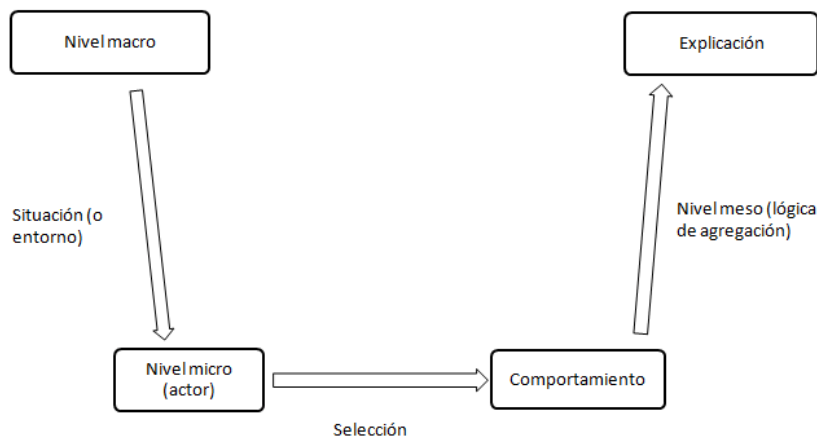 Nivel macro
Explicación
Situación (o
entorno)
Nivel meso (lógica
de agregación)
Nivel micro
(actor)
Comportamiento
Selección